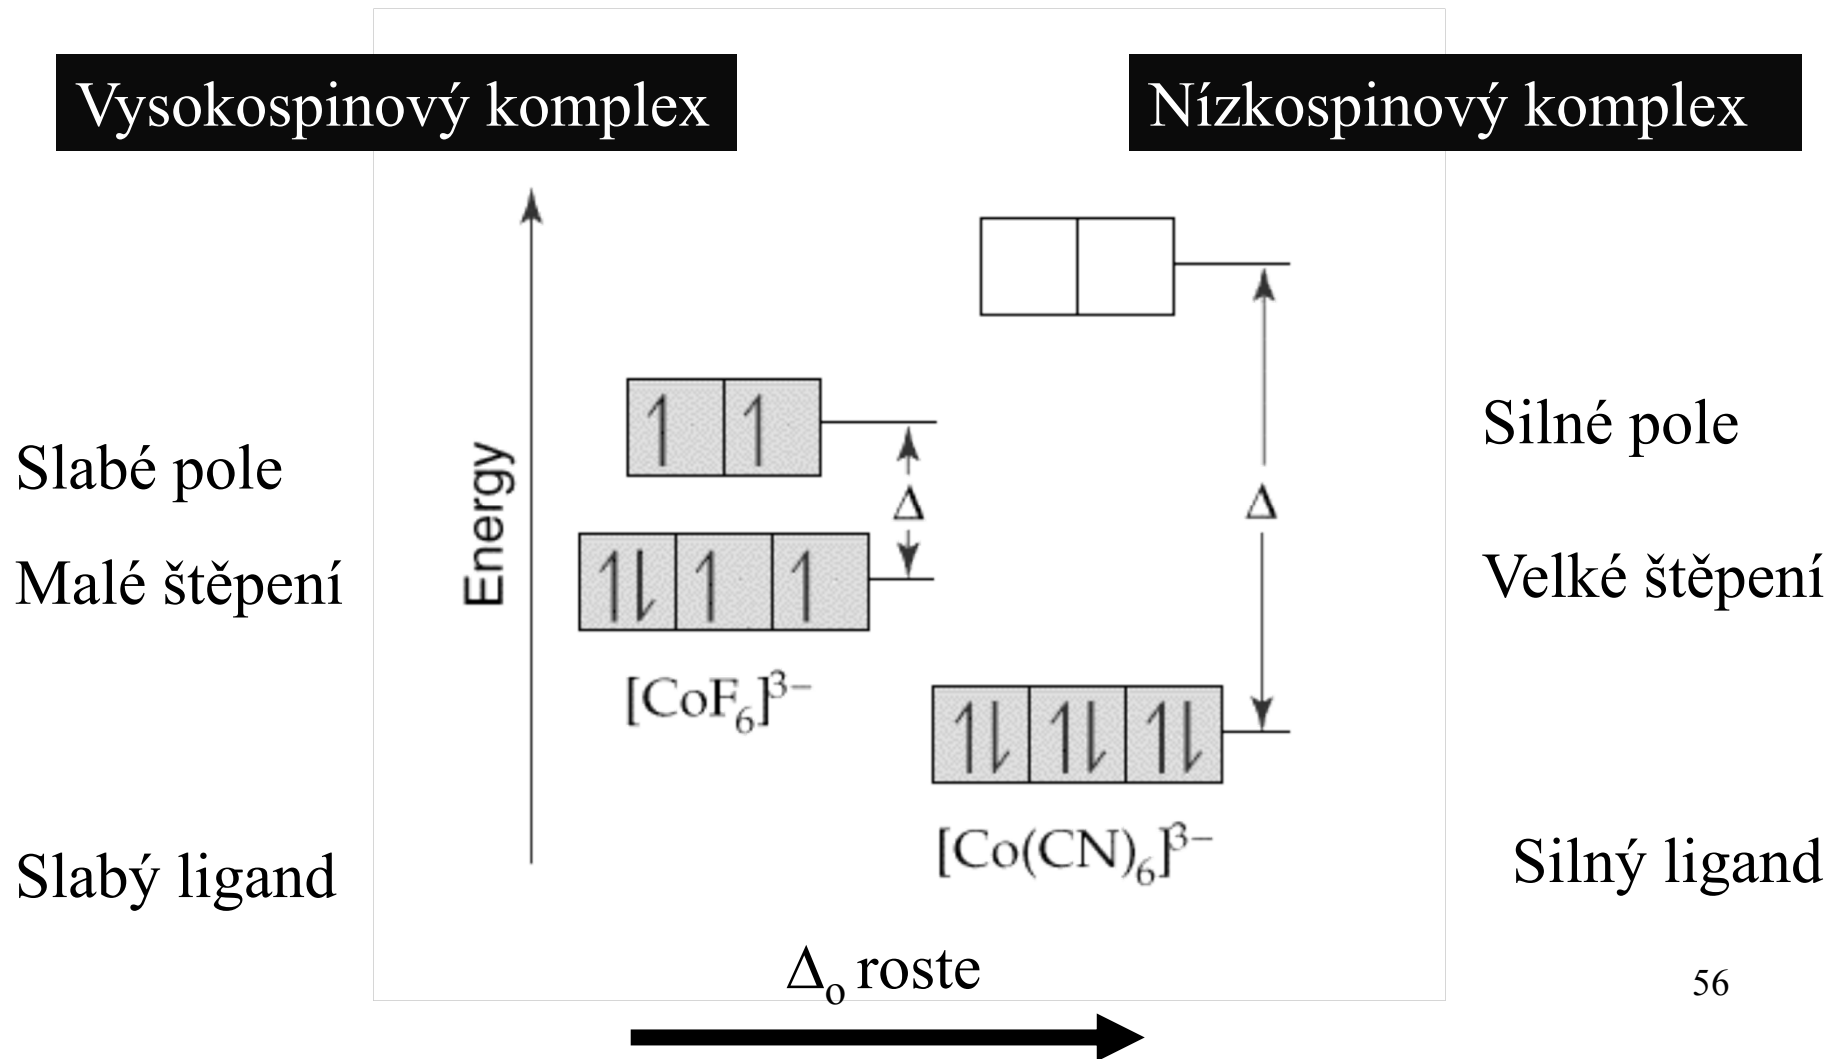 Vysokospinový komplex
Nízkospinový komplex
Slabé pole
Malé štěpení
Slabý ligand
Energy
Δ
[CoF₆]³⁻
Δ
[Co(CN)₆]³⁻
Silné pole
Velké štěpení
Silný ligand
Δₒ roste
56